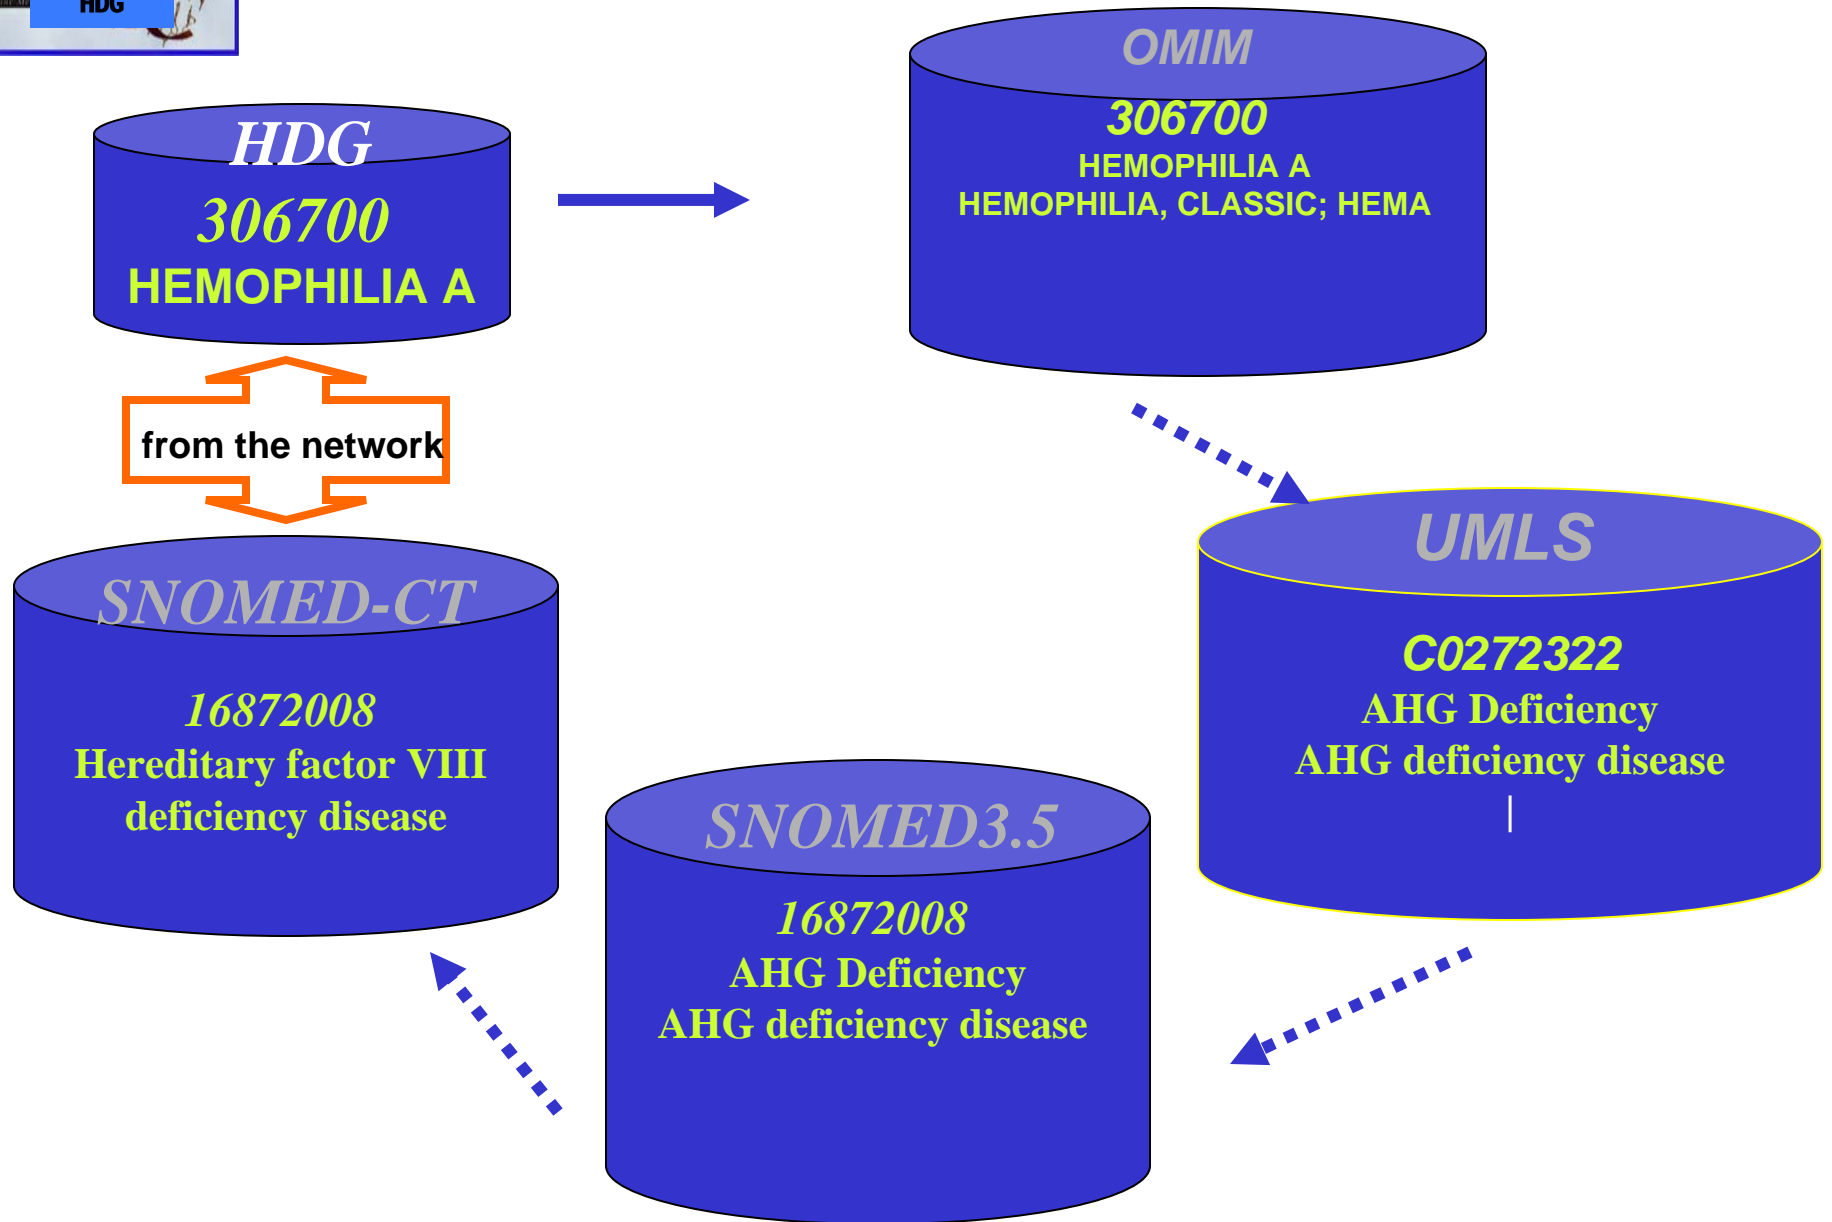 HDG
HDG
306700
HEMOPHILIA A
OMIM
306700
HEMOPHILIA A
HEMOPHILIA, CLASSIC; HEMA
from the network
UMLS
C0272322
AHG Deficiency
AHG deficiency disease
|
SNOMED-CT
16872008
Hereditary factor VIII
deficiency disease
SNOMED3.5
16872008
AHG Deficiency
AHG deficiency disease